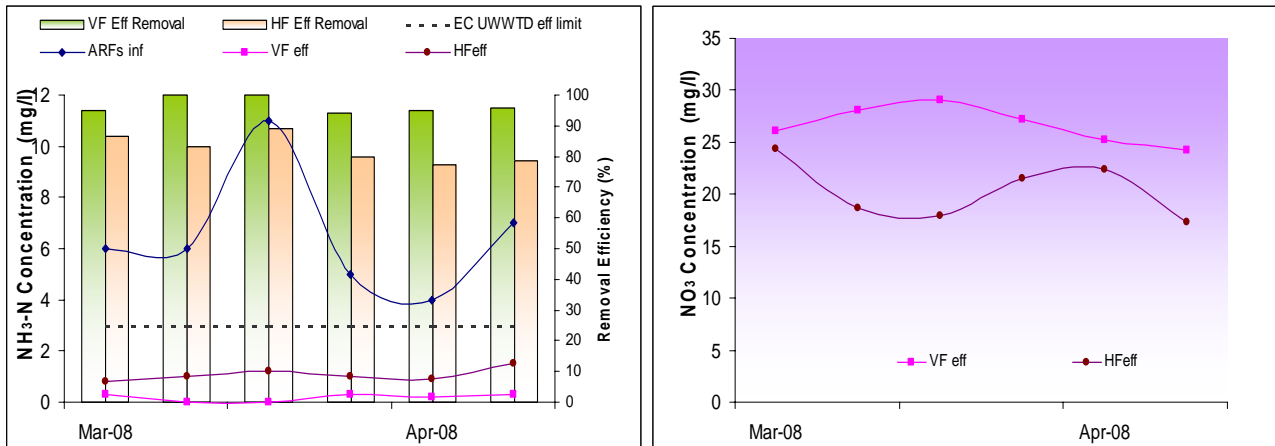 VF Eff Removal
HF Eff Removal
EC UWWTD eff limit
ARFs inf
VF eff
HFeff
NH3-N Concentration (mg/l)
12
10
8
6
4
2
0
100
90
80
70
60
50
40
30
20
10
0
Removal Efficiency (%)
Mar-08
Apr-08
NO3 Concentration (mg/l)
35
30
25
20
15
10
5
0
VF eff
HFeff
Mar-08
Apr-08